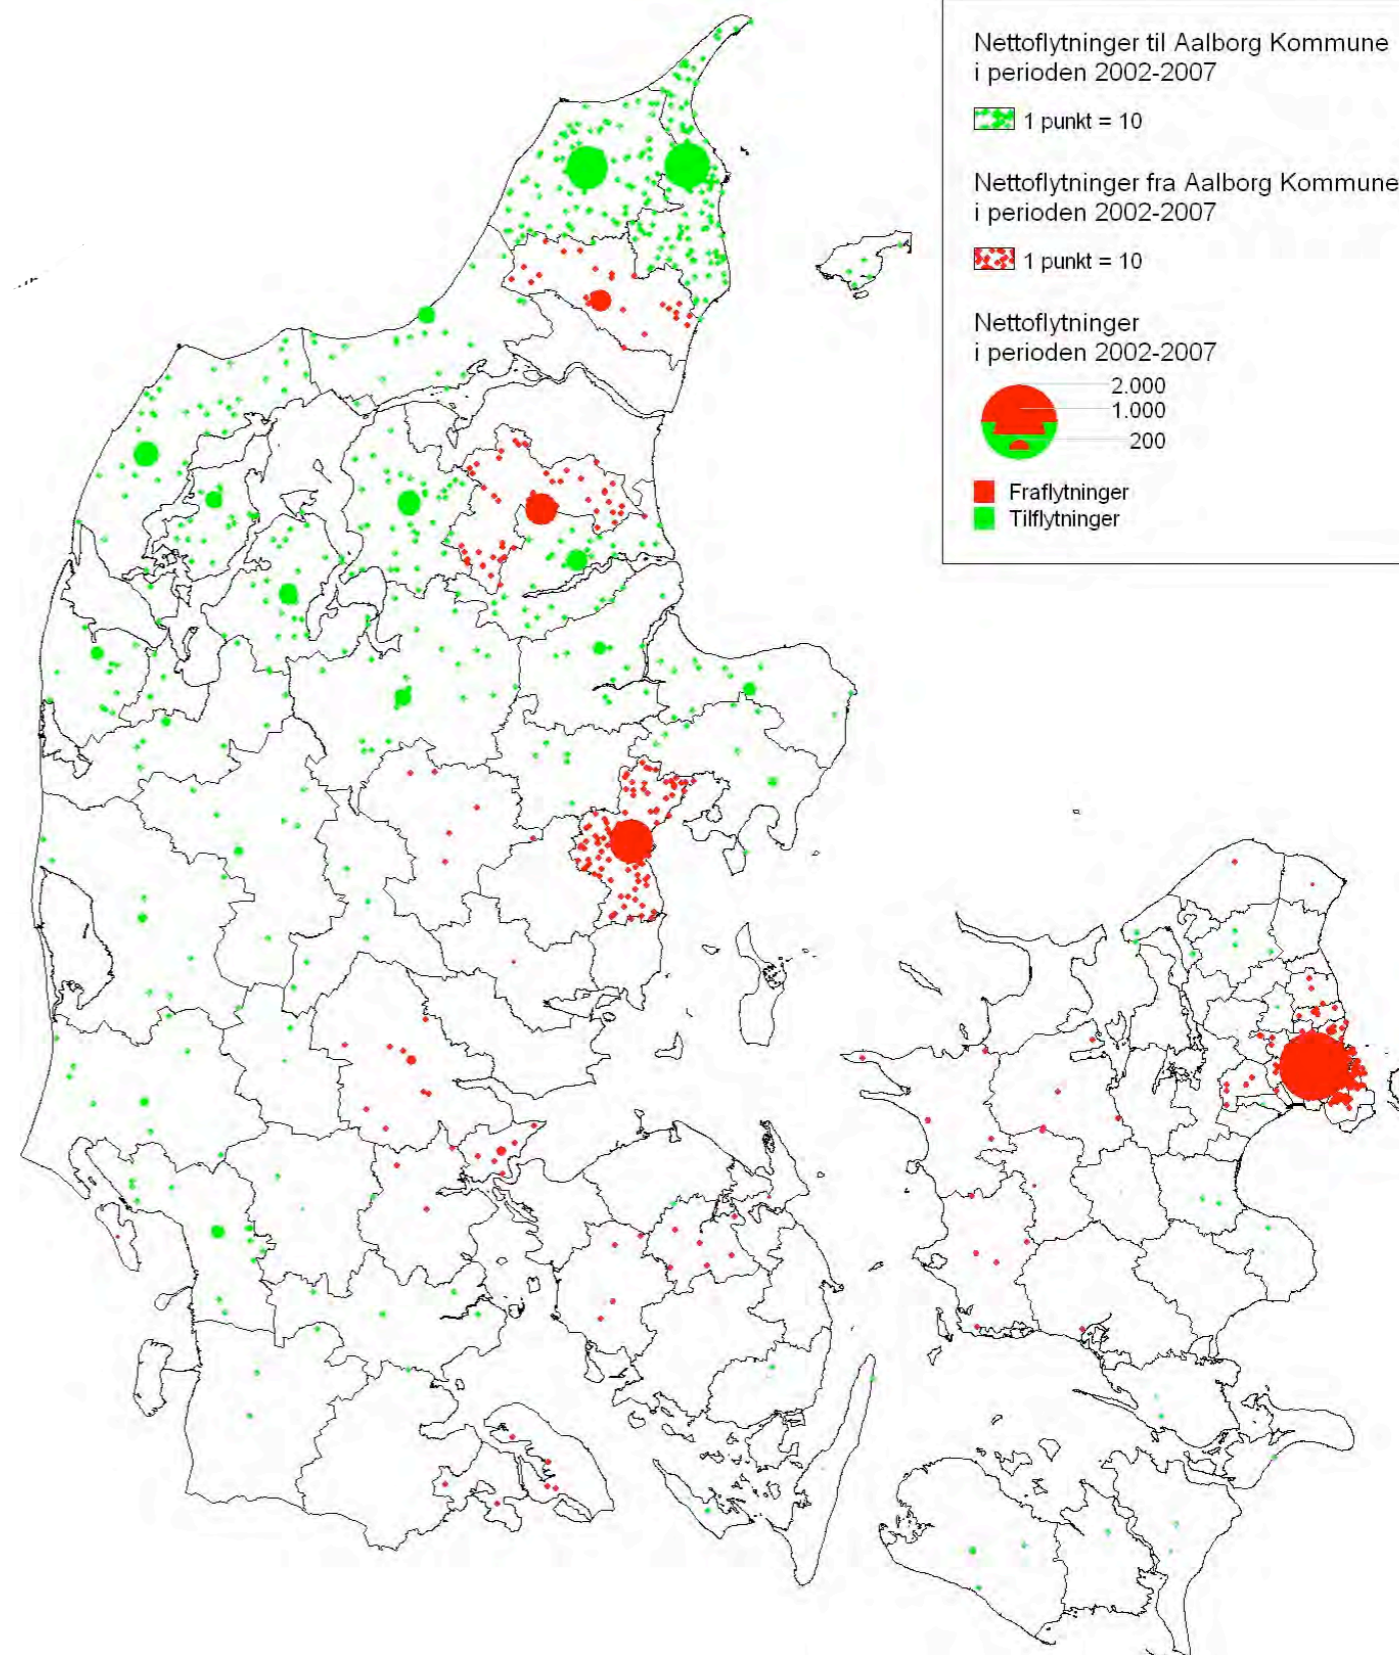 Nettoflytninger til Aalborg Kommune
i perioden 2002-2007
1 punkt = 10
Nettoflytninger fra Aalborg Kommune
i perioden 2002-2007
1 punkt = 10
Nettoflytninger
i perioden 2002-2007
2.000
1.000
200
Fraflytninger
Tilflytninger